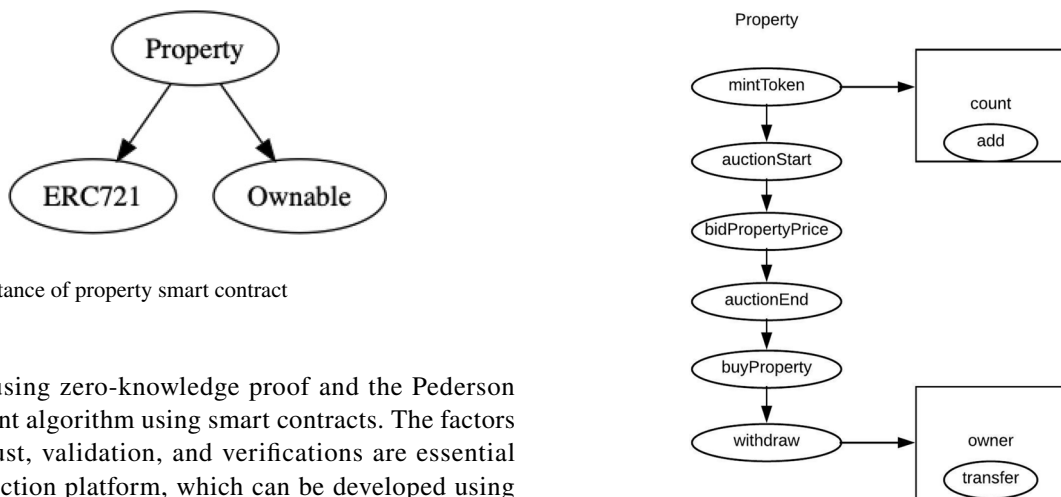 Property
ERC721 Ownable
tance of property smart contract
using zero-knowledge proof and the Pederson
nt algorithm using smart contracts. The factors
ust, validation, and verifications are essential
ction platform, which can be developed using
Property
mintToken
count
add
auctionStart
bidPropertyPrice
auctionEnd
buyProperty
withdraw
owner
transfer